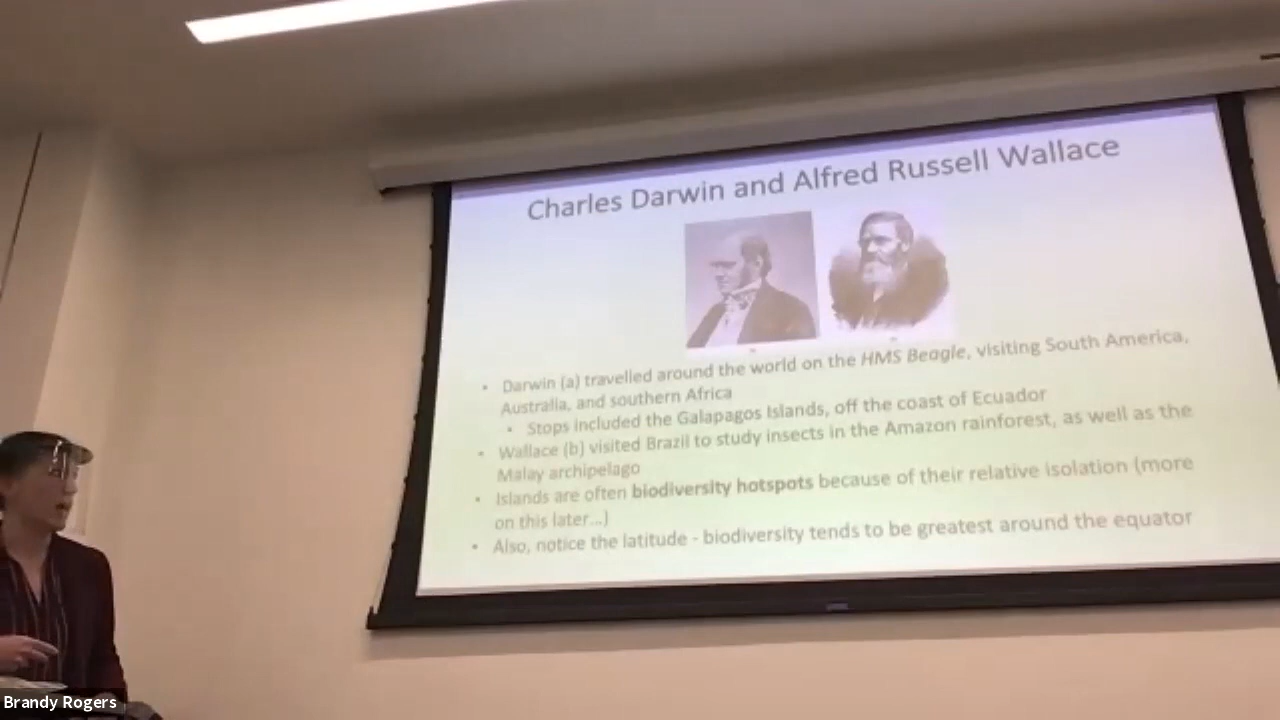 Charles Darwin and Alfred Russell Wallace
• Darwin (a) travelled around the world on the HMS Beagle, visiting South America,
Australia, and southern Africa
• Stops included the Galapagos Islands, off the coast of Ecuador
• Wallace (b) visited Brazil to study insects in the Amazon rainforest, as well as the
Malay archipelago
• Islands are often biodiversity hotspots because of their relative isolation (more
on this later...)
• Also, notice the latitude - biodiversity tends to be greatest around the equator
Brandy Rogers